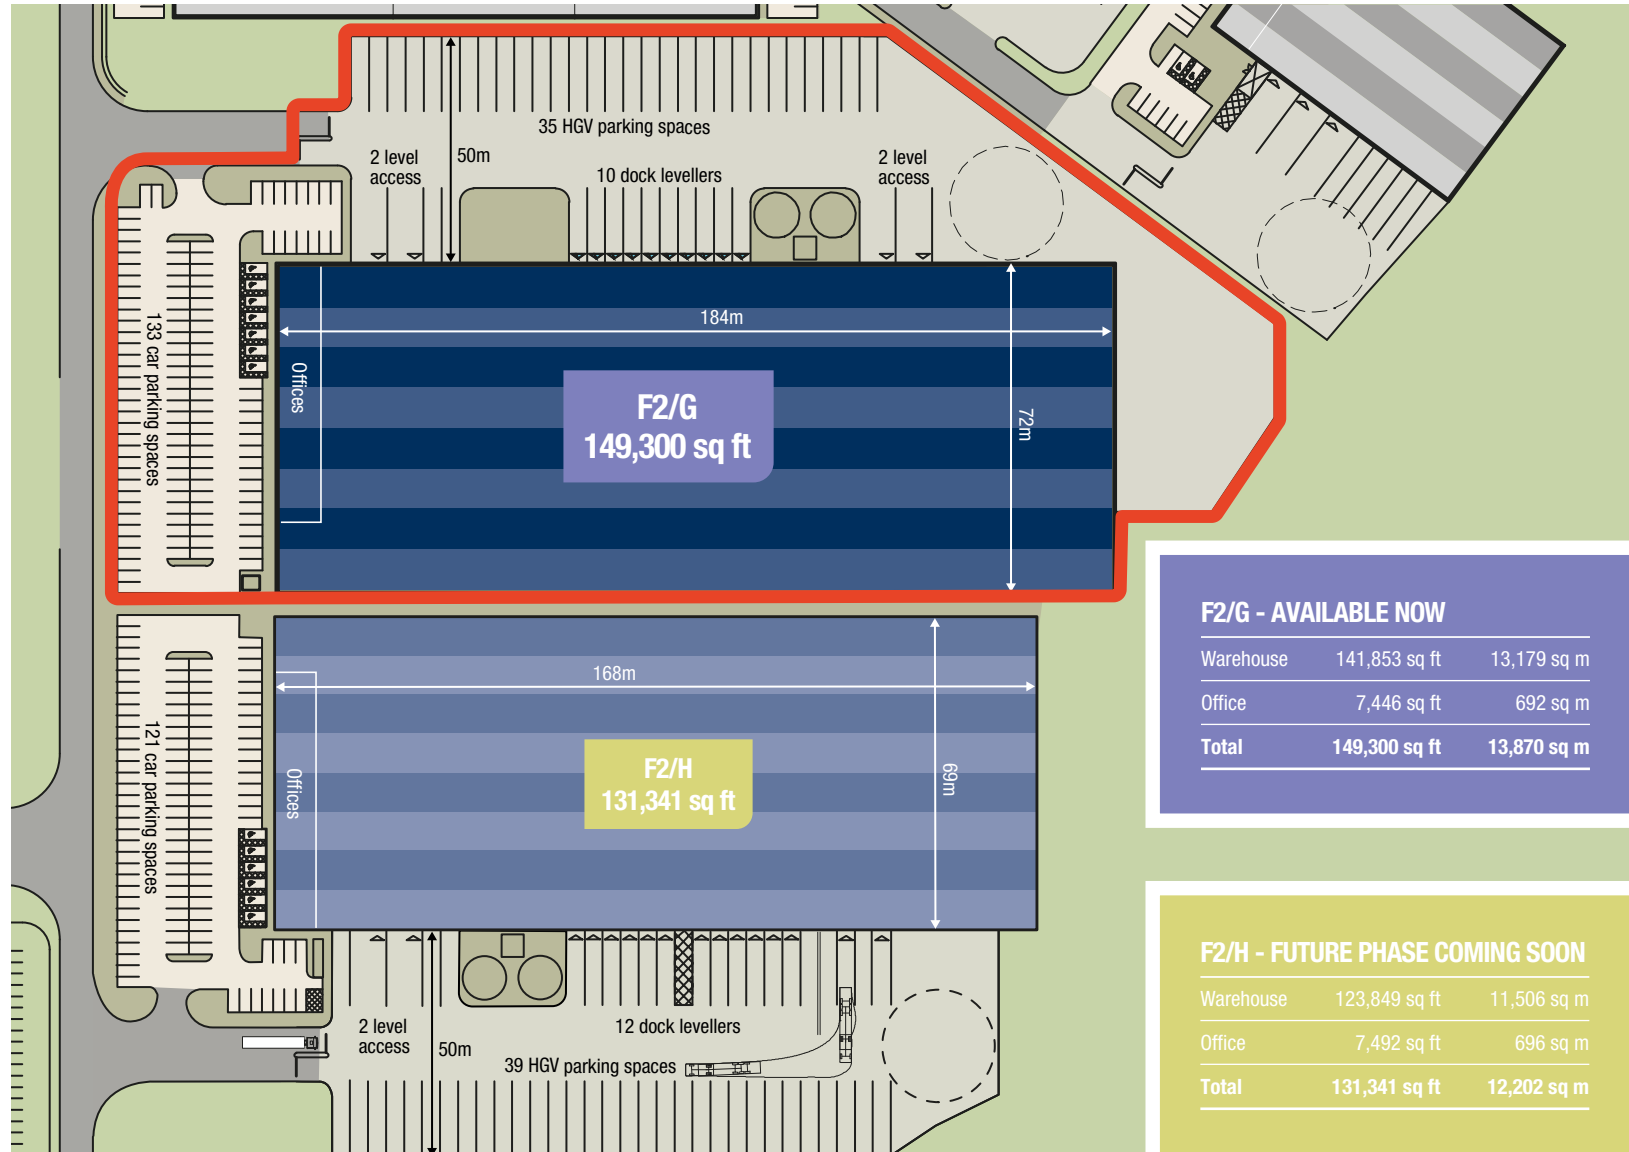 35 HGV parking spaces
2 level
access
50m
10 dock levellers
2 level
access
133 car parking spaces
Offices
184m
72m
F2/G
149,300 sq ft
121 car parking spaces
Offices
168m
69m
F2/H
131,341 sq ft
2 level
access
50m
12 dock levellers
39 HGV parking spaces
F2/G - AVAILABLE NOW
Warehouse 141,853 sq ft 13,179 sq m
Office 7,446 sq ft 692 sq m
Total 149,300 sq ft 13,870 sq m
F2/H - FUTURE PHASE COMING SOON
Warehouse 123,849 sq ft 11,506 sq m
Office 7,492 sq ft 696 sq m
Total 131,341 sq ft 12,202 sq m